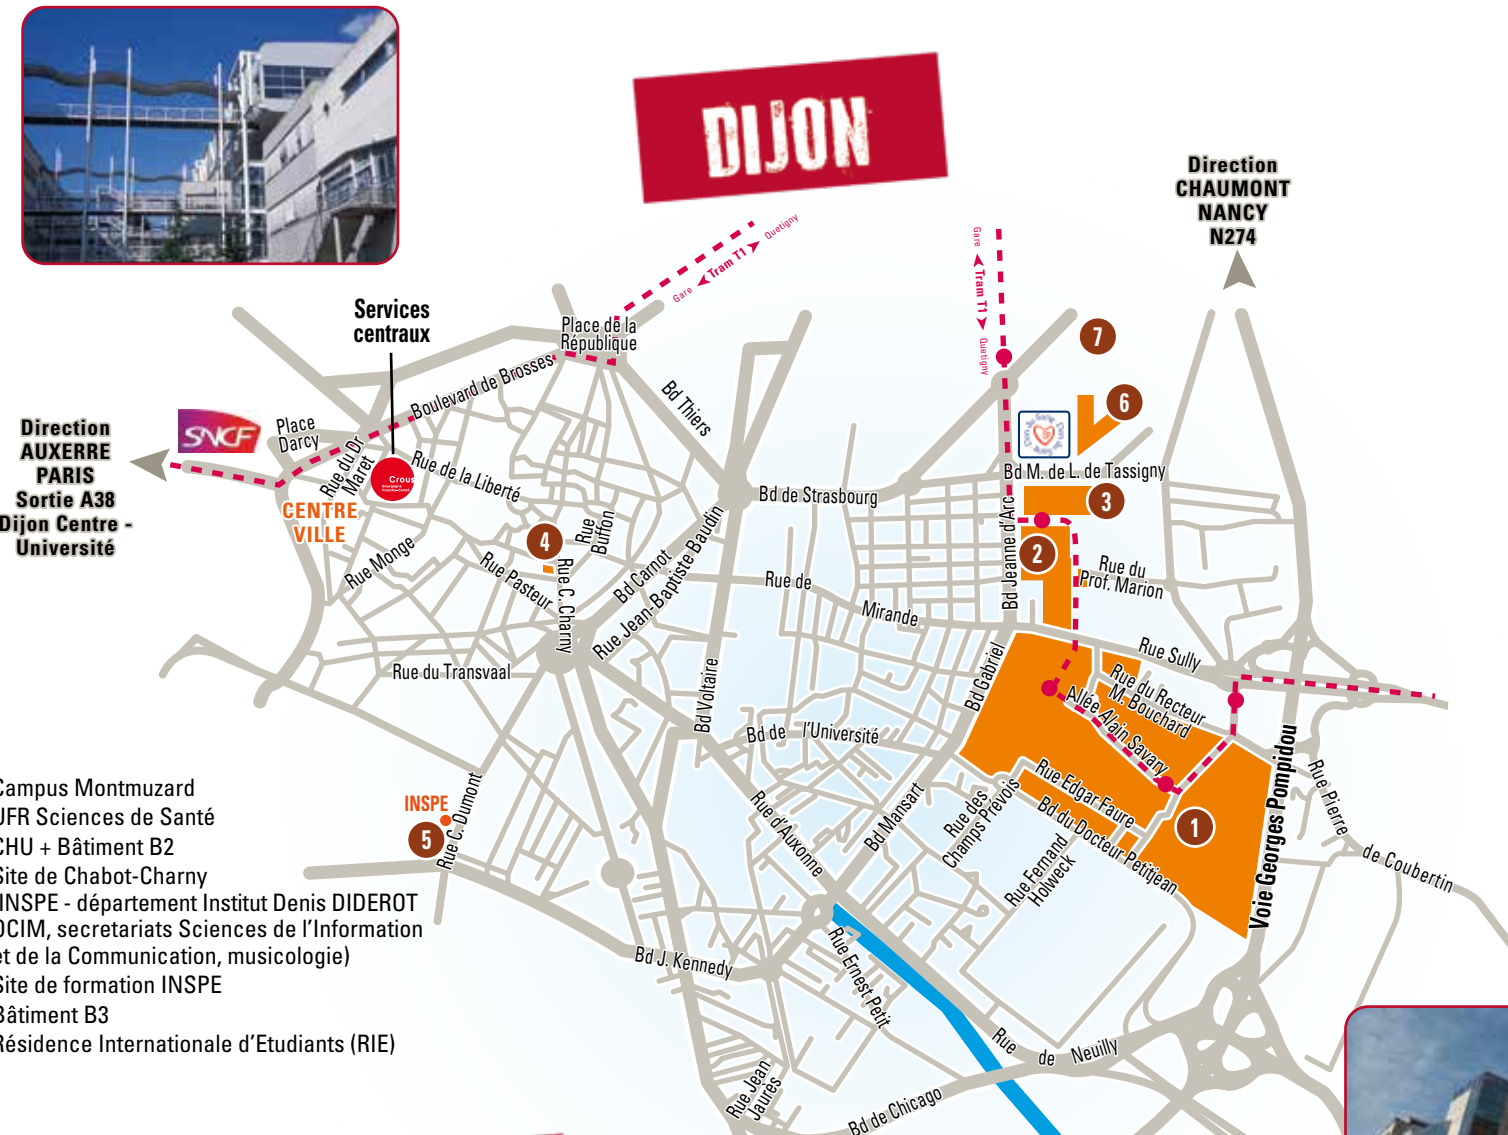 DIJON
Direction
CHAUMONT
NANCY
N274
Gare
Tram T1
Quetigny
Gare
Tram T1
Quetigny
Services
centraux
Place de la
République
7
Boulevard de Brosses
Bd Thiers
6
Direction
AUXERRE
PARIS
Sortie A38
Dijon Centre -
Université
SNCF
Place
Darcy
Rue du Dr
Maret
Crous
Rue de la Liberté
CENTRE
VILLE
Bd M. de L. de Tassigny
3
Bd de Strasbourg
Bd Jeanne d'Arc
2
4
Rue
Buffon
Rue Monge
Rue Pasteur
Rue C. Charny
Bd Carnot
Rue Jean-Baptiste Baudin
Rue de
Mirande
Rue du
Prof. Marion
Rue Sully
Rue du Transvaal
Bd Voltaire
Bd Gabriel
Rue du Recteur
M. Bouchard
Allée Alain Savary
Bd de l'Université
Rue Edgar Faure
Bd du Docteur Petitjean
Voie Georges Pompidou
Rue Pierre
de Coubertin
1
INSPE
5
Rue C. Dumont
Rue d'Auxonne
Bd Mansart
Rue des
Champs Prévois
Rue Fernand
Holweck
Campus Montmuzard
UFR Sciences de Santé
CHU + Bâtiment B2
Site de Chabot-Charny
(INSPE - département Institut Denis DIDEROT
OCIM, secretariats Sciences de l'Information
et de la Communication, musicologie)
Site de formation INSPE
Bâtiment B3
Résidence Internationale d'Etudiants (RIE)
Bd J. Kennedy
Rue Ernest Petit
Rue de Neuilly
Rue Jean
Jaurès
Bd de Chicago